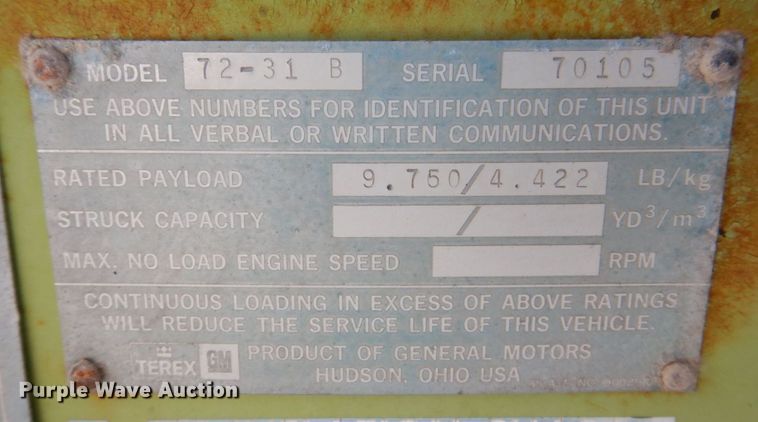 MODEL 72-31 B SERIAL 70105
USE ABOVE NUMBERS FOR IDENTIFICATION OF THIS UNIT
IN ALL VERBAL OR WRITTEN COMMUNICATIONS.
RATED PAYLOAD 9.750/4.422 LB/kg
STRUCK CAPACITY / YD³/m³
MAX. NO LOAD ENGINE SPEED RPM
CONTINUOUS LOADING IN EXCESS OF ABOVE RATINGS
WILL REDUCE THE SERVICE LIFE OF THIS VEHICLE.
TEREX GM PRODUCT OF GENERAL MOTORS
HUDSON, OHIO USA
Purple Wave Auction